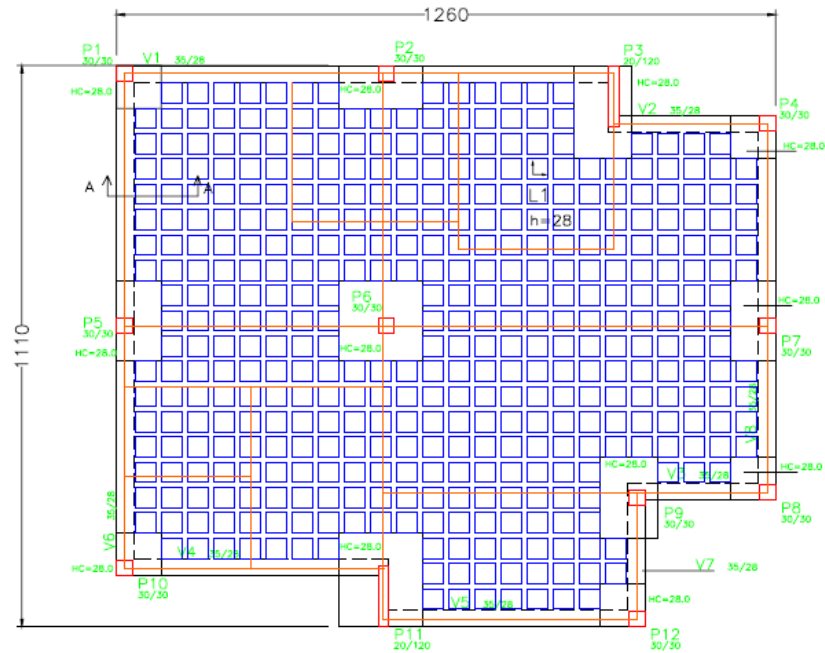 1260
P1
30/30
V1 35/28
P2
30/30
P3
20/120
HC=28.0
HC=28.0
HC=28.0
V2 35/28
P4
30/30
HC=28.0
A
A
L1
h=28
P6
30/30
HC=28.0
HC=28.0
P5
30/30
HC=28.0
P7
30/30
1110
V8 35/28
HC=28.0
HC=28.0
V3 35/28
P8
30/30
P9
30/30
V6 35/28
V4 35/28
HC=28.0
HC=28.0
P10
30/30
V7 35/28
V5 35/28
HC=28.0
P11
20/120
P12
30/30